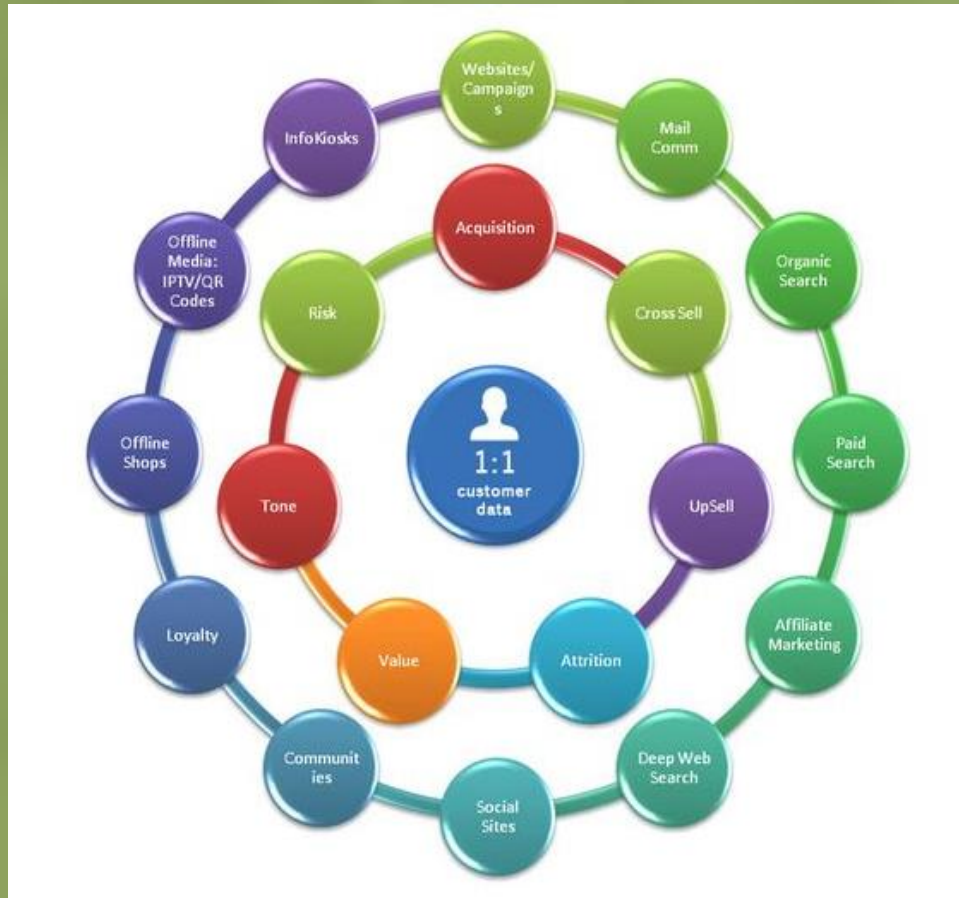 Websites/
Campaign
s
Mail
Comm
Organic
Search
Paid
Search
Affiliate
Marketing
Deep Web
Search
Social
Sites
Communit
ies
Loyalty
Offline
Shops
Offline
Media:
IPTV/QR
Codes
InfoKiosks
Acquisition
Cross Sell
UpSell
Attrition
Value
Tone
Risk
1:1
customer
data